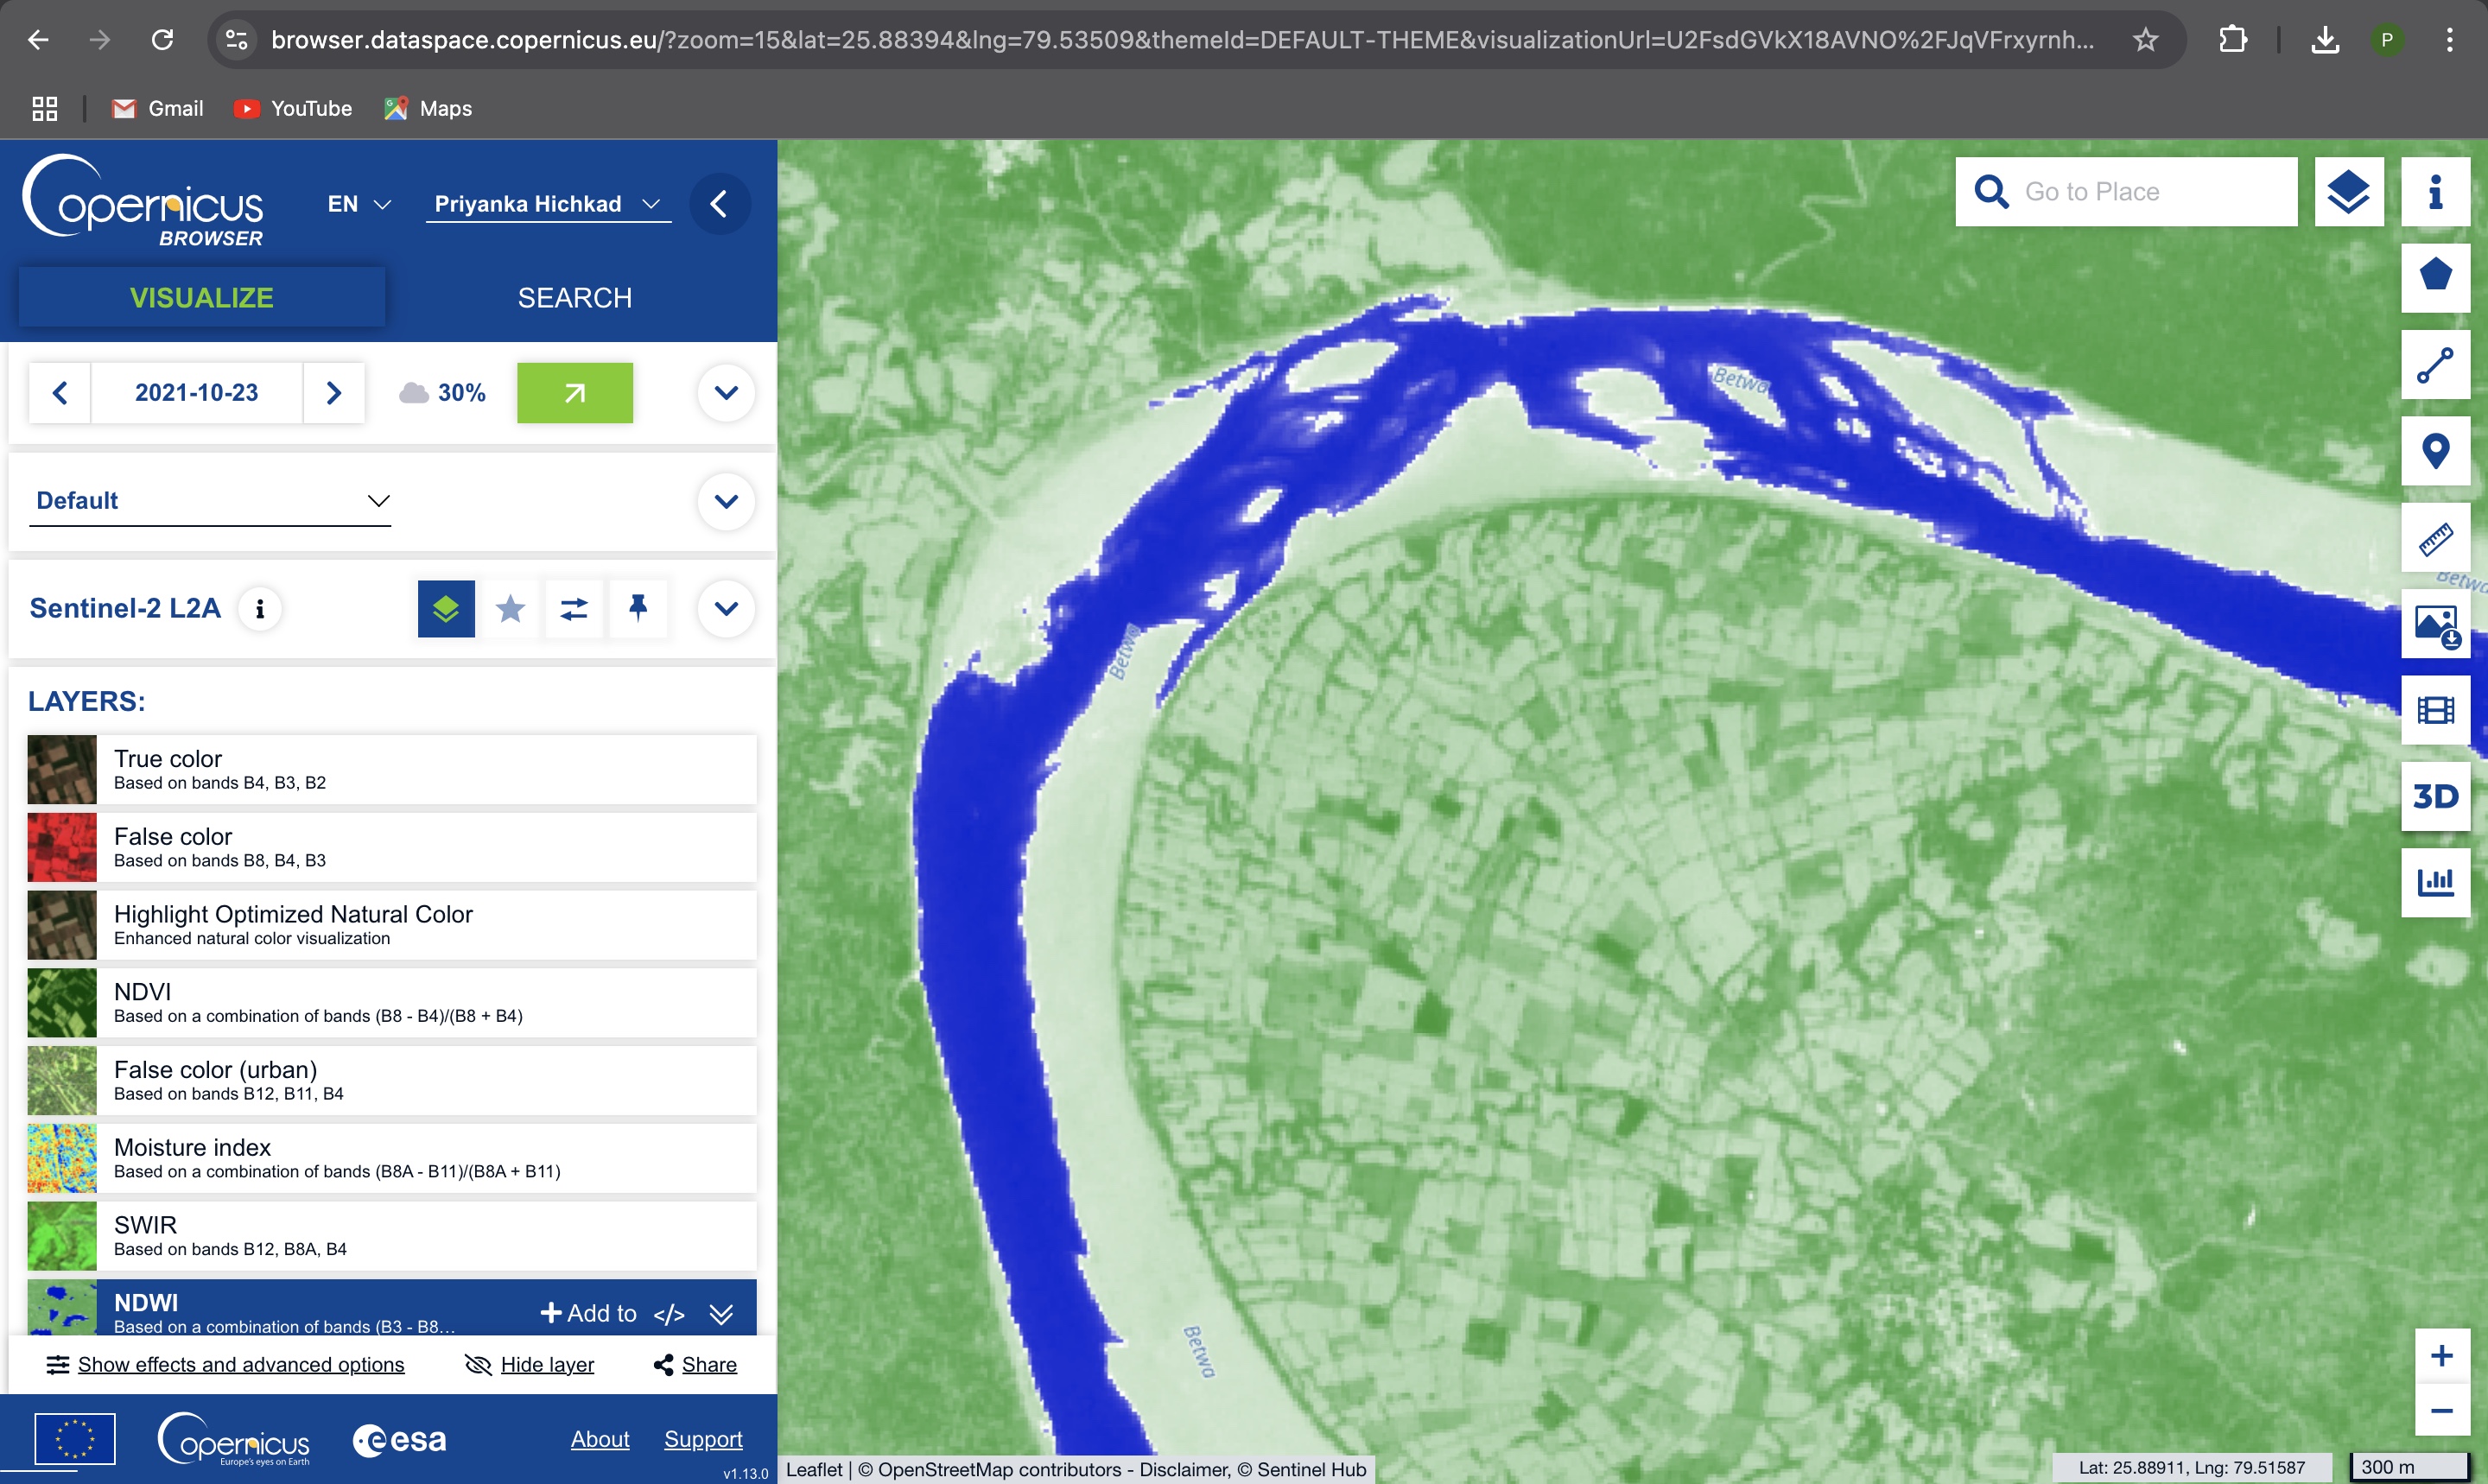 browser.dataspace.copernicus.eu/?zoom=15&lat=25.88394&lng=79.53509&themeId=DEFAULT-THEME&visualizationUrl=U2FsdGVkX18AVNO%2FJqVFrxyrnh...
P
Gmail YouTube Maps
Copernicus
BROWSER
EN Priyanka Hichkad
VISUALIZE SEARCH
Go to Place
2021-10-23 30%
Default
Sentinel-2 L2A
LAYERS:
True color
Based on bands B4, B3, B2
False color
Based on bands B8, B4, B3
Highlight Optimized Natural Color
Enhanced natural color visualization
NDVI
Based on a combination of bands (B8 - B4)/(B8 + B4)
False color (urban)
Based on bands B12, B11, B4
Moisture index
Based on a combination of bands (B8A - B11)/(B8A + B11)
SWIR
Based on bands B12, B8A, B4
NDWI
Based on a combination of bands (B3 - B8...
+ Add to </>
Show effects and advanced options Hide layer Share
Copernicus
Europe's eyes on Earth
esa
About Support
v1.13.0
Betwa
Betwa
Betwa
Betwa
3D
+
−
Leaflet | © OpenStreetMap contributors - Disclaimer, © Sentinel Hub
Lat: 25.88911, Lng: 79.51587
300 m